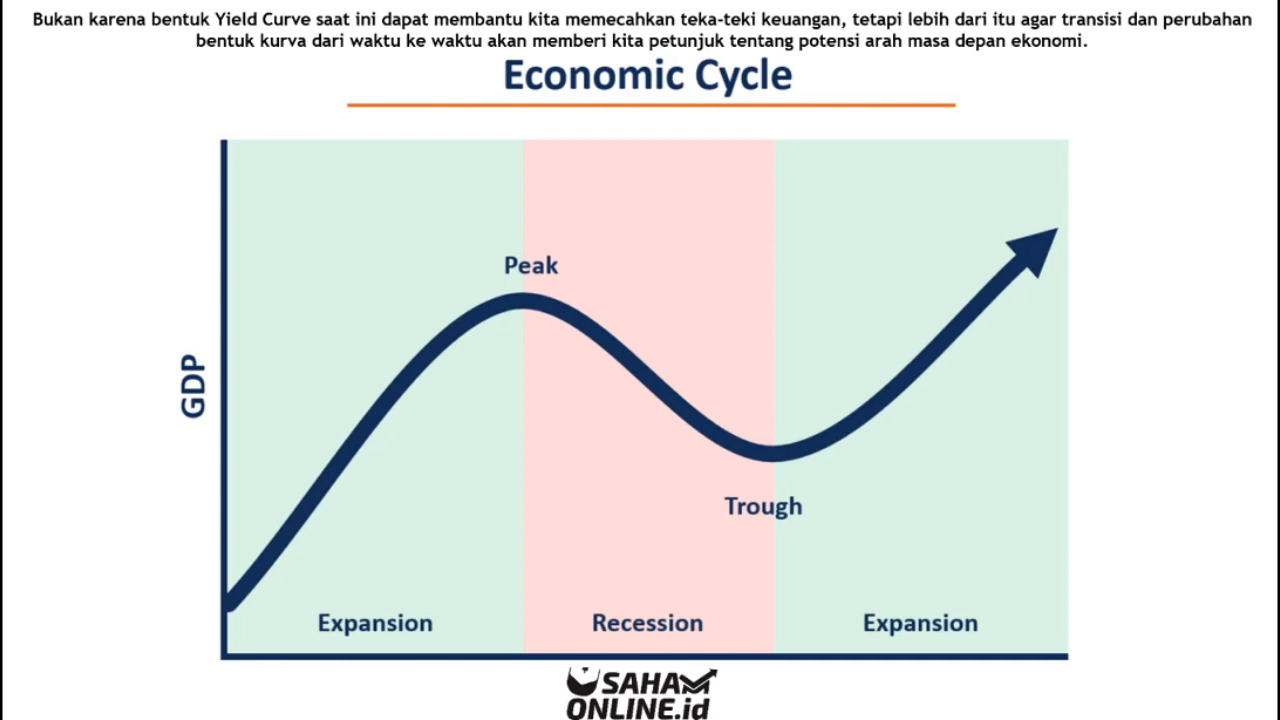 Bukan karena bentuk Yield Curve saat ini dapat membantu kita memecahkan teka-teki keuangan, tetapi lebih dari itu agar transisi dan perubahan
bentuk kurva dari waktu ke waktu akan memberi kita petunjuk tentang potensi arah masa depan ekonomi.
Economic Cycle
Peak
GDP
Trough
Expansion
Recession
Expansion
SAHAM
ONLINE.id